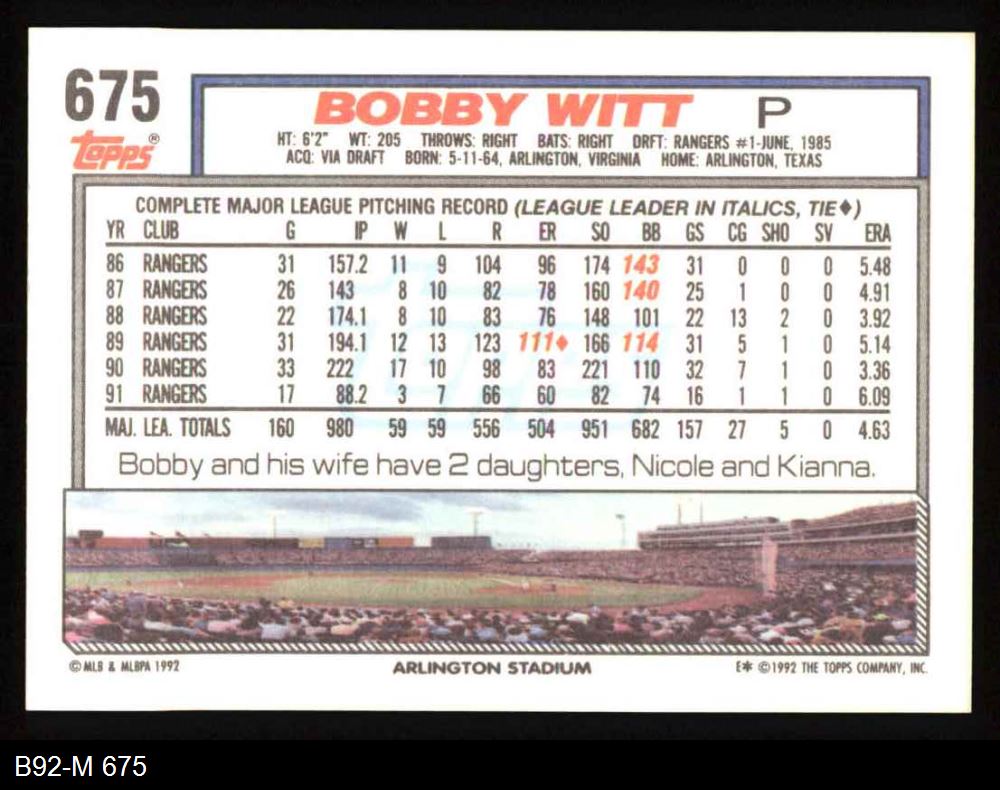 675
Topps®
BOBBY WITT P
HT: 6'2" WT: 205 THROWS: RIGHT BATS: RIGHT DRFT: RANGERS #1-JUNE, 1985
ACQ: VIA DRAFT BORN: 5-11-64, ARLINGTON, VIRGINIA HOME: ARLINGTON, TEXAS
COMPLETE MAJOR LEAGUE PITCHING RECORD (LEAGUE LEADER IN ITALICS, TIE♦)
YR CLUB G IP W L R ER SO BB GS CG SHO SV ERA
86 RANGERS 31 157.2 11 9 104 96 174 143 31 0 0 0 5.48
87 RANGERS 26 143 8 10 82 78 160 140 25 1 0 0 4.91
88 RANGERS 22 174.1 8 10 83 76 148 101 22 13 2 0 3.92
89 RANGERS 31 194.1 12 13 123 111♦ 166 114 31 5 1 0 5.14
90 RANGERS 33 222 17 10 98 83 221 110 32 7 1 0 3.36
91 RANGERS 17 88.2 3 7 66 60 82 74 16 1 1 0 6.09
MAJ. LEA. TOTALS 160 980 59 59 556 504 951 682 157 27 5 0 4.63
Bobby and his wife have 2 daughters, Nicole and Kianna.
© MLB & MLBPA 1992 ARLINGTON STADIUM E* ©1992 THE TOPPS COMPANY, INC.
B92-M 675